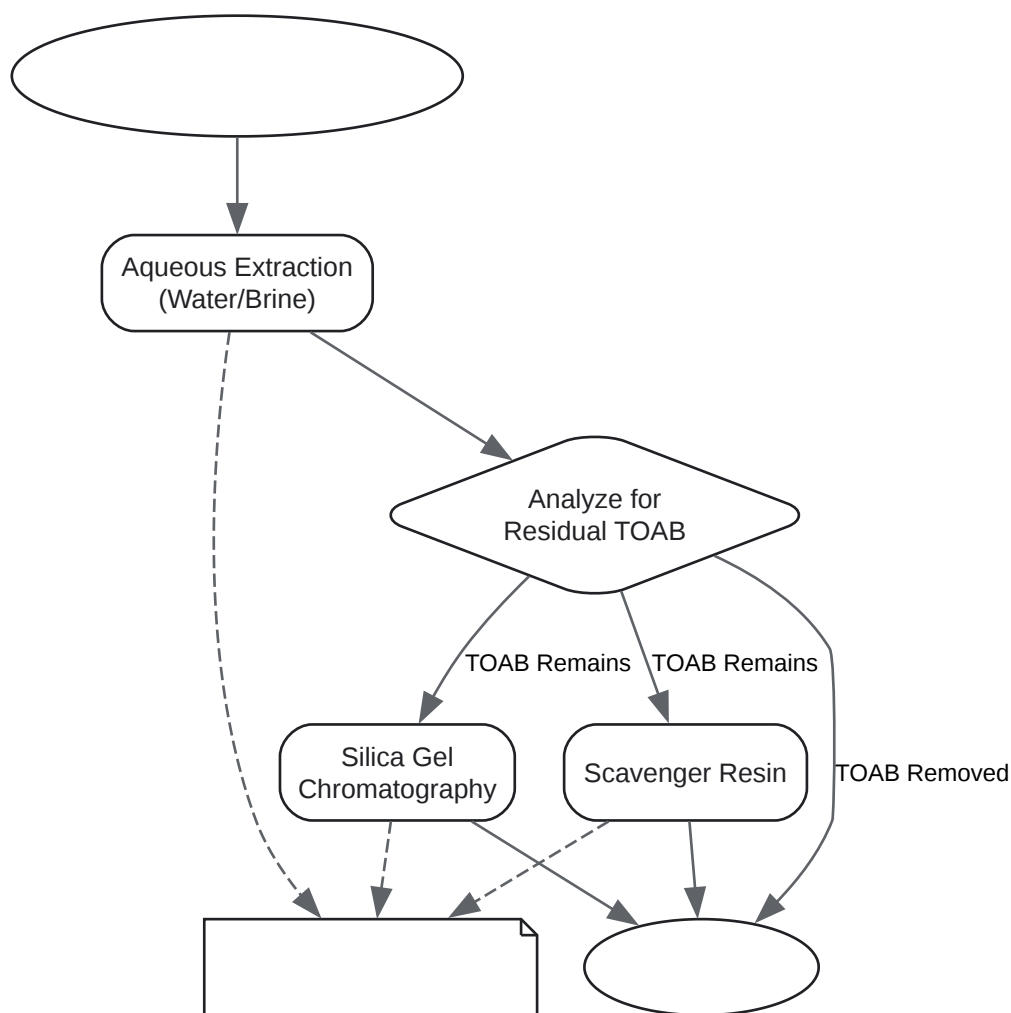 Aqueous Extraction
(Water/Brine)
Analyze for
Residual TOAB
TOAB Remains
TOAB Remains
Silica Gel
Chromatography
Scavenger Resin
TOAB Removed